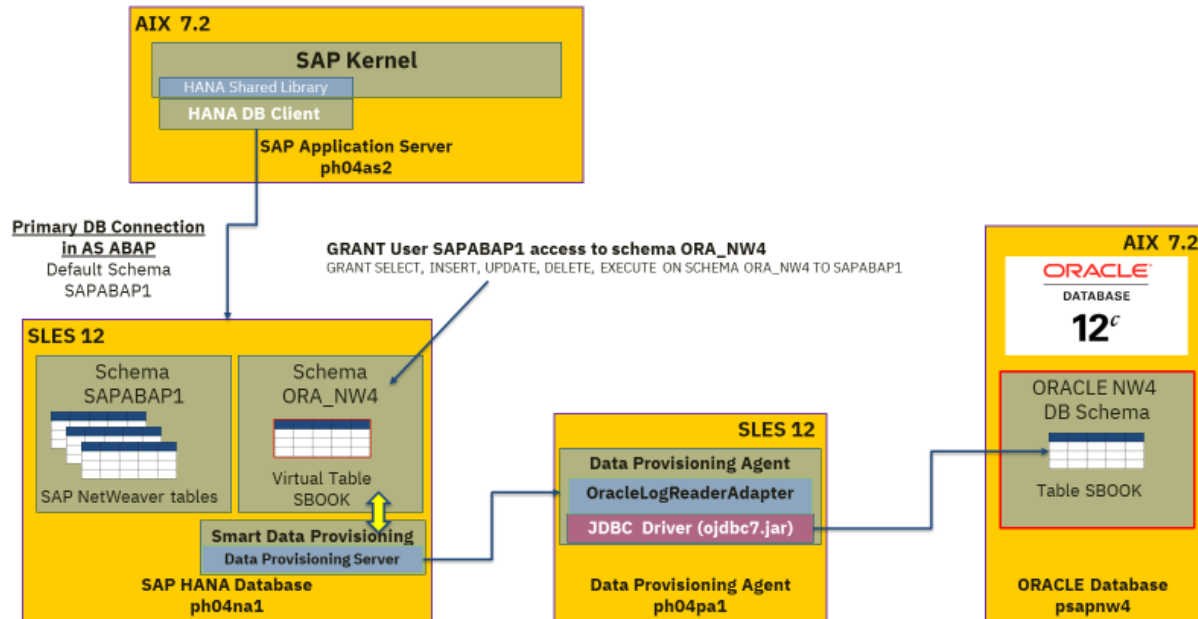 AIX 7.2
SAP Kernel
HANA Shared Library
HANA DB Client
SAP Application Server
ph04as2
Primary DB Connection
in AS ABAP
Default Schema
SAPABAP1
GRANT User SAPABAP1 access to schema ORA_NW4
GRANT SELECT, INSERT, UPDATE, DELETE, EXECUTE ON SCHEMA ORA_NW4 TO SAPABAP1
SLES 12
Schema
SAPABAP1
SAP NetWeaver tables
Schema
ORA_NW4
Virtual Table
SBOOK
Smart Data Provisioning
Data Provisioning Server
SAP HANA Database
ph04na1
SLES 12
Data Provisioning Agent
OracleLogReaderAdapter
JDBC Driver (ojdbc7.jar)
Data Provisioning Agent
ph04pa1
AIX 7.2
ORACLE
DATABASE
12c
ORACLE NW4
DB Schema
Table SBOOK
ORACLE Database
psapnw4